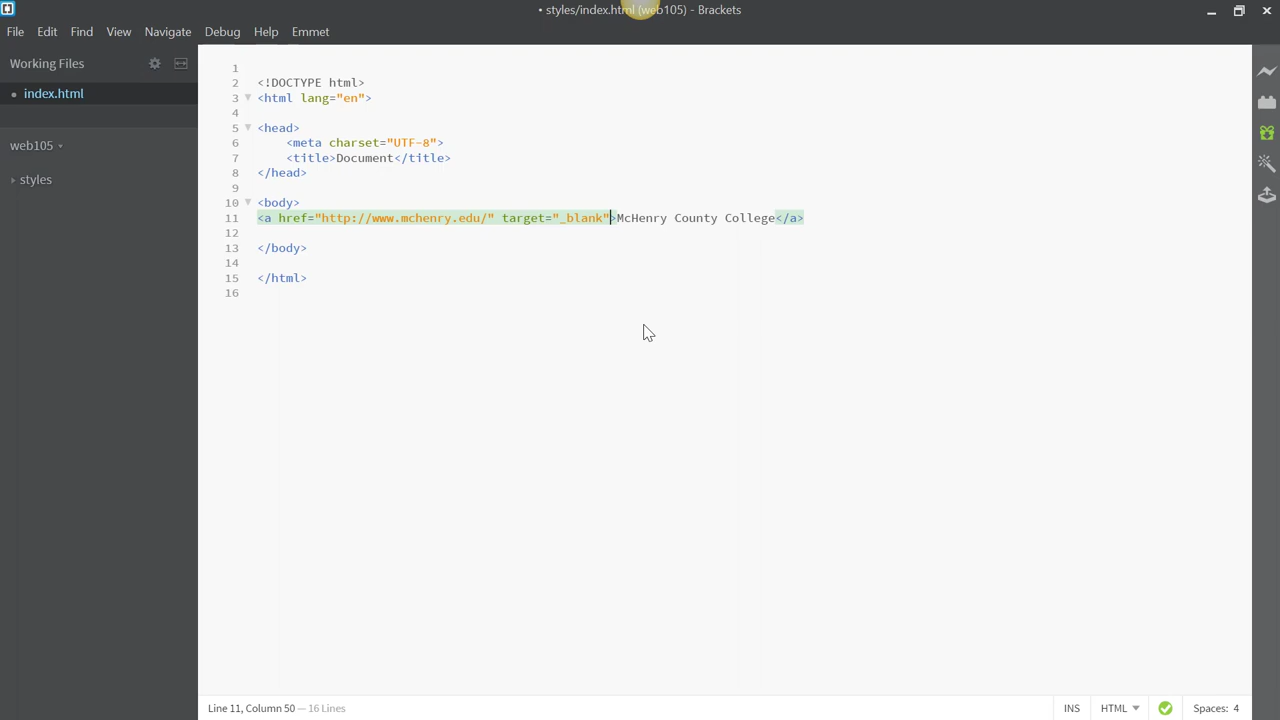 • styles/index.html (web105) - Brackets
File Edit Find View Navigate Debug Help Emmet
Working Files
• index.html
web105
styles
1
2 <!DOCTYPE html>
3 <html lang="en">
4
5 <head>
6 <meta charset="UTF-8">
7 <title>Document</title>
8 </head>
9
10 <body>
11 <a href="http://www.mchenry.edu/" target="_blank">McHenry County College</a>
12
13 </body>
14
15 </html>
16
Line 11, Column 50 — 16 Lines
INS HTML Spaces: 4